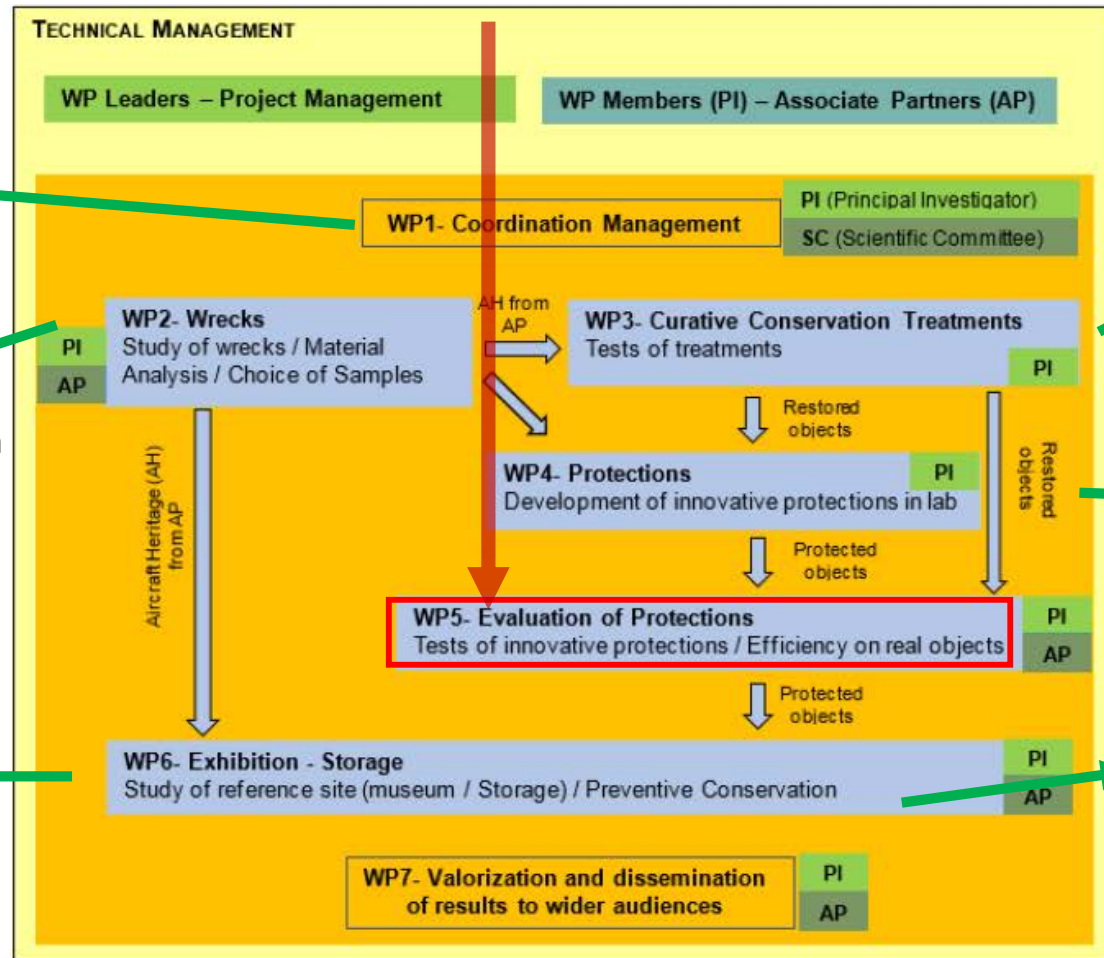 TECHNICAL MANAGEMENT
WP Leaders – Project Management
WP Members (PI) – Associate Partners (AP)
WP1- Coordination Management
PI (Principal Investigator)
SC (Scientific Committee)
WP2- Wrecks
Study of wrecks / Material
Analysis / Choice of Samples
PI
AP
AH from
AP
WP3- Curative Conservation Treatments
Tests of treatments
PI
Restored
objects
Restored
objects
WP4- Protections
Development of innovative protections in lab
PI
Aircraft Heritage (AH)
from AP
Protected
objects
WP5- Evaluation of Protections
Tests of innovative protections / Efficiency on real objects
PI
AP
Protected
objects
WP6- Exhibition - Storage
Study of reference site (museum / Storage) / Preventive Conservation
PI
AP
WP7- Valorization and dissemination
of results to wider audiences
PI
AP